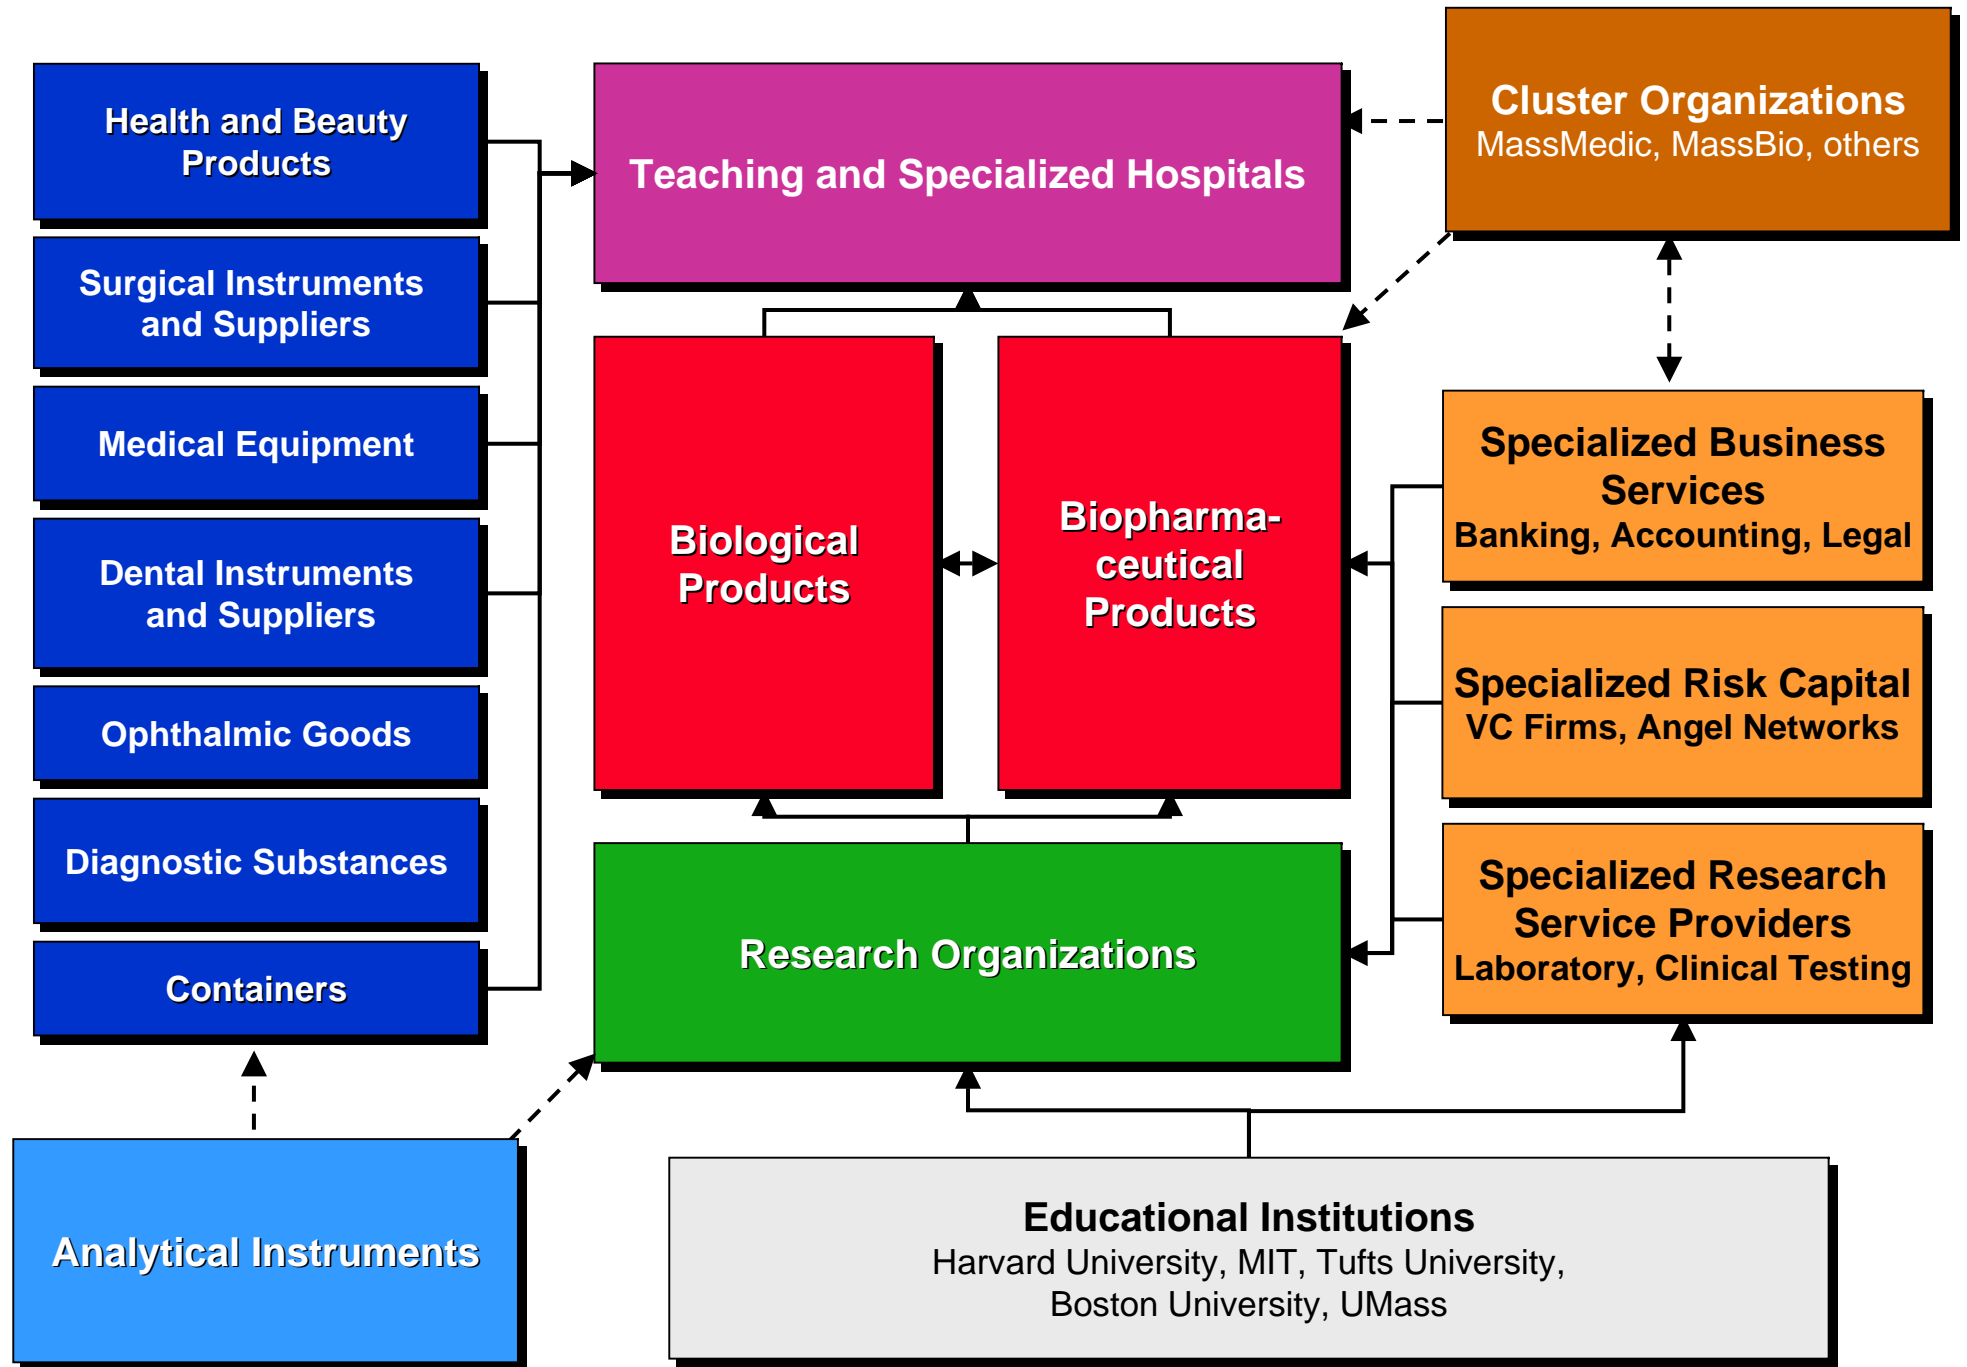 Health and Beauty
Products
Surgical Instruments
and Suppliers
Medical Equipment
Dental Instruments
and Suppliers
Ophthalmic Goods
Diagnostic Substances
Containers
Analytical Instruments
Teaching and Specialized Hospitals
Biological
Products
Biopharma-
ceutical
Products
Research Organizations
Educational Institutions
Harvard University, MIT, Tufts University,
Boston University, UMass
Cluster Organizations
MassMedic, MassBio, others
Specialized Business
Services
Banking, Accounting, Legal
Specialized Risk Capital
VC Firms, Angel Networks
Specialized Research
Service Providers
Laboratory, Clinical Testing